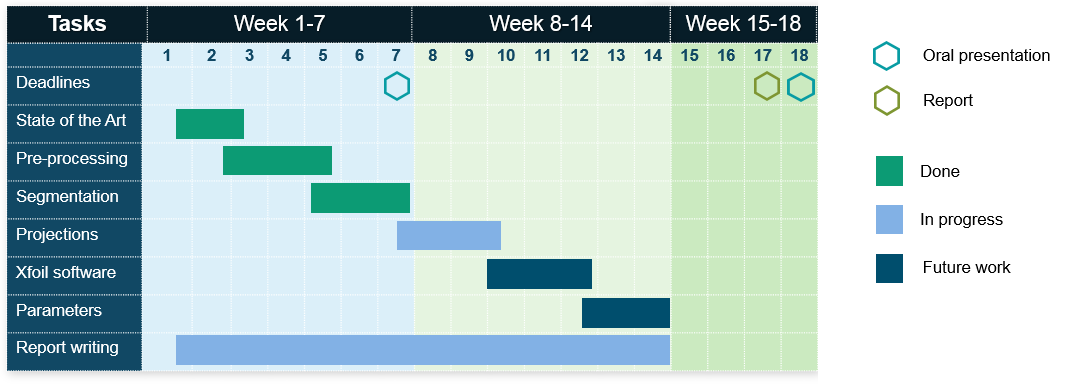 Tasks Week 1-7 Week 8-14 Week 15-18
1 2 3 4 5 6 7 8 9 10 11 12 13 14 15 16 17 18
Deadlines
State of the Art
Pre-processing
Segmentation
Projections
Xfoil software
Parameters
Report writing
Oral presentation
Report
Done
In progress
Future work